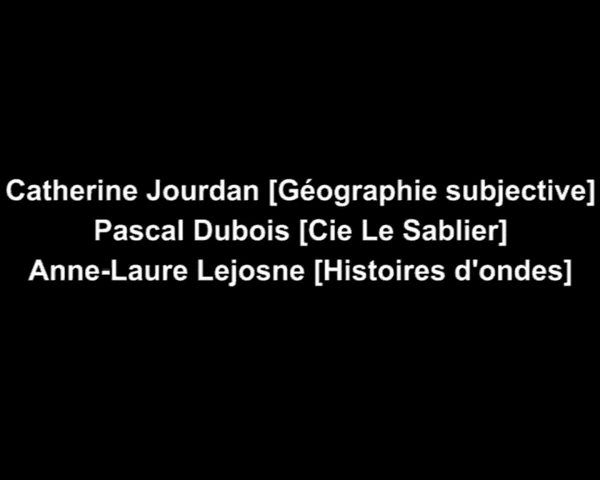 Catherine Jourdan [Géographie subjective]
Pascal Dubois [Cie Le Sablier]
Anne-Laure Lejosne [Histoires d'ondes]